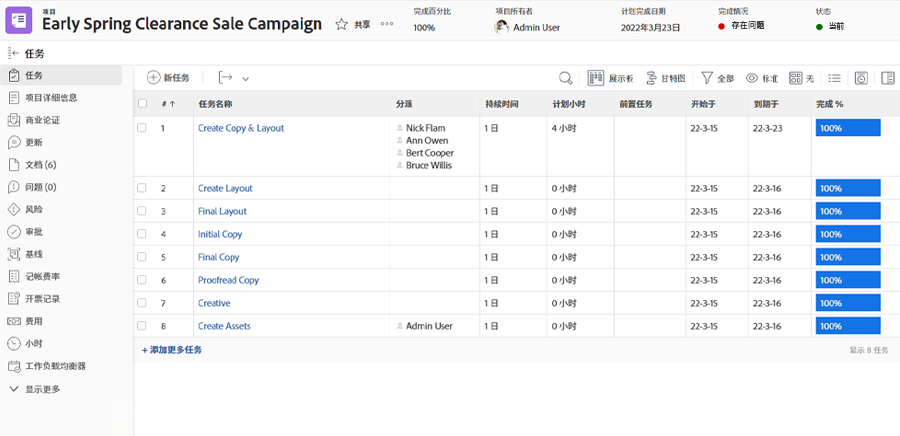 项目
Early Spring Clearance Sale Campaign
共享
完成百分比
100%
项目所有者
Admin User
计划完成日期
2022年3月23日
完成情况
存在问题
状态
当前
任务
任务
项目详细信息
商业论证
更新
文档 (6)
问题 (0)
风险
审批
基线
记帐费率
开票记录
费用
小时
工作负载均衡器
显示更多
新任务
展示板
甘特图
全部
标准
无
# ↑ 任务名称 分派 持续时间 计划小时 前置任务 开始于 到期于 完成 %
1 Create Copy & Layout Nick Flam 1 日 4 小时 22-3-15 22-3-23 100%
Ann Owen
Bert Cooper
Bruce Willis
2 Create Layout 1 日 0 小时 22-3-15 22-3-16 100%
3 Final Layout 1 日 0 小时 22-3-15 22-3-16 100%
4 Initial Copy 1 日 0 小时 22-3-15 22-3-16 100%
5 Final Copy 1 日 0 小时 22-3-15 22-3-16 100%
6 Proofread Copy 1 日 0 小时 22-3-15 22-3-16 100%
7 Creative 1 日 0 小时 22-3-15 22-3-16 100%
8 Create Assets Admin User 1 日 0 小时 22-3-15 22-3-16 100%
+ 添加更多任务
显示 8 任务